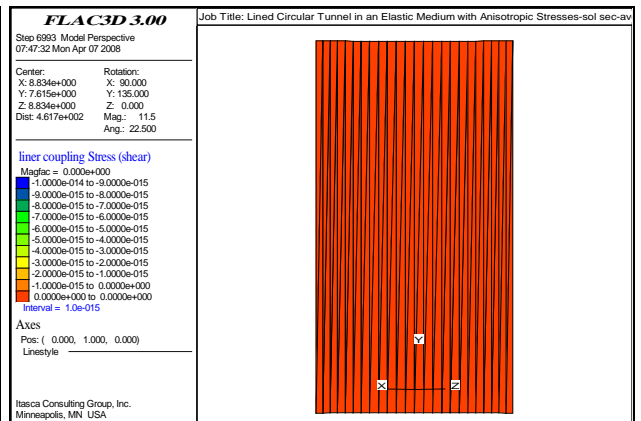 FLAC3D 3.00
Step 6993  Model Perspective
07:47:32 Mon Apr 07 2008
Center:
X: 8.834e+000
Y: 7.615e+000
Z: 8.834e+000
Dist: 4.617e+002
Rotation:
X:  90.000
Y: 135.000
Z:   0.000
Mag.:   11.5
Ang.:  22.500
liner coupling Stress (shear)
Magfac =  0.000e+000
-1.0000e-014 to -9.0000e-015
-9.0000e-015 to -8.0000e-015
-8.0000e-015 to -7.0000e-015
-7.0000e-015 to -6.0000e-015
-6.0000e-015 to -5.0000e-015
-5.0000e-015 to -4.0000e-015
-4.0000e-015 to -3.0000e-015
-3.0000e-015 to -2.0000e-015
-2.0000e-015 to -1.0000e-015
-1.0000e-015 to 0.0000e+000
0.0000e+000 to 0.0000e+000
Interval =  1.0e-015
Axes
Pos: (  0.000,  1.000,  0.000)
Linestyle
Itasca Consulting Group, Inc.
Minneapolis, MN  USA
Job Title: Lined Circular Tunnel in an Elastic Medium with Anisotropic Stresses-sol sec-av
Y
X
Z